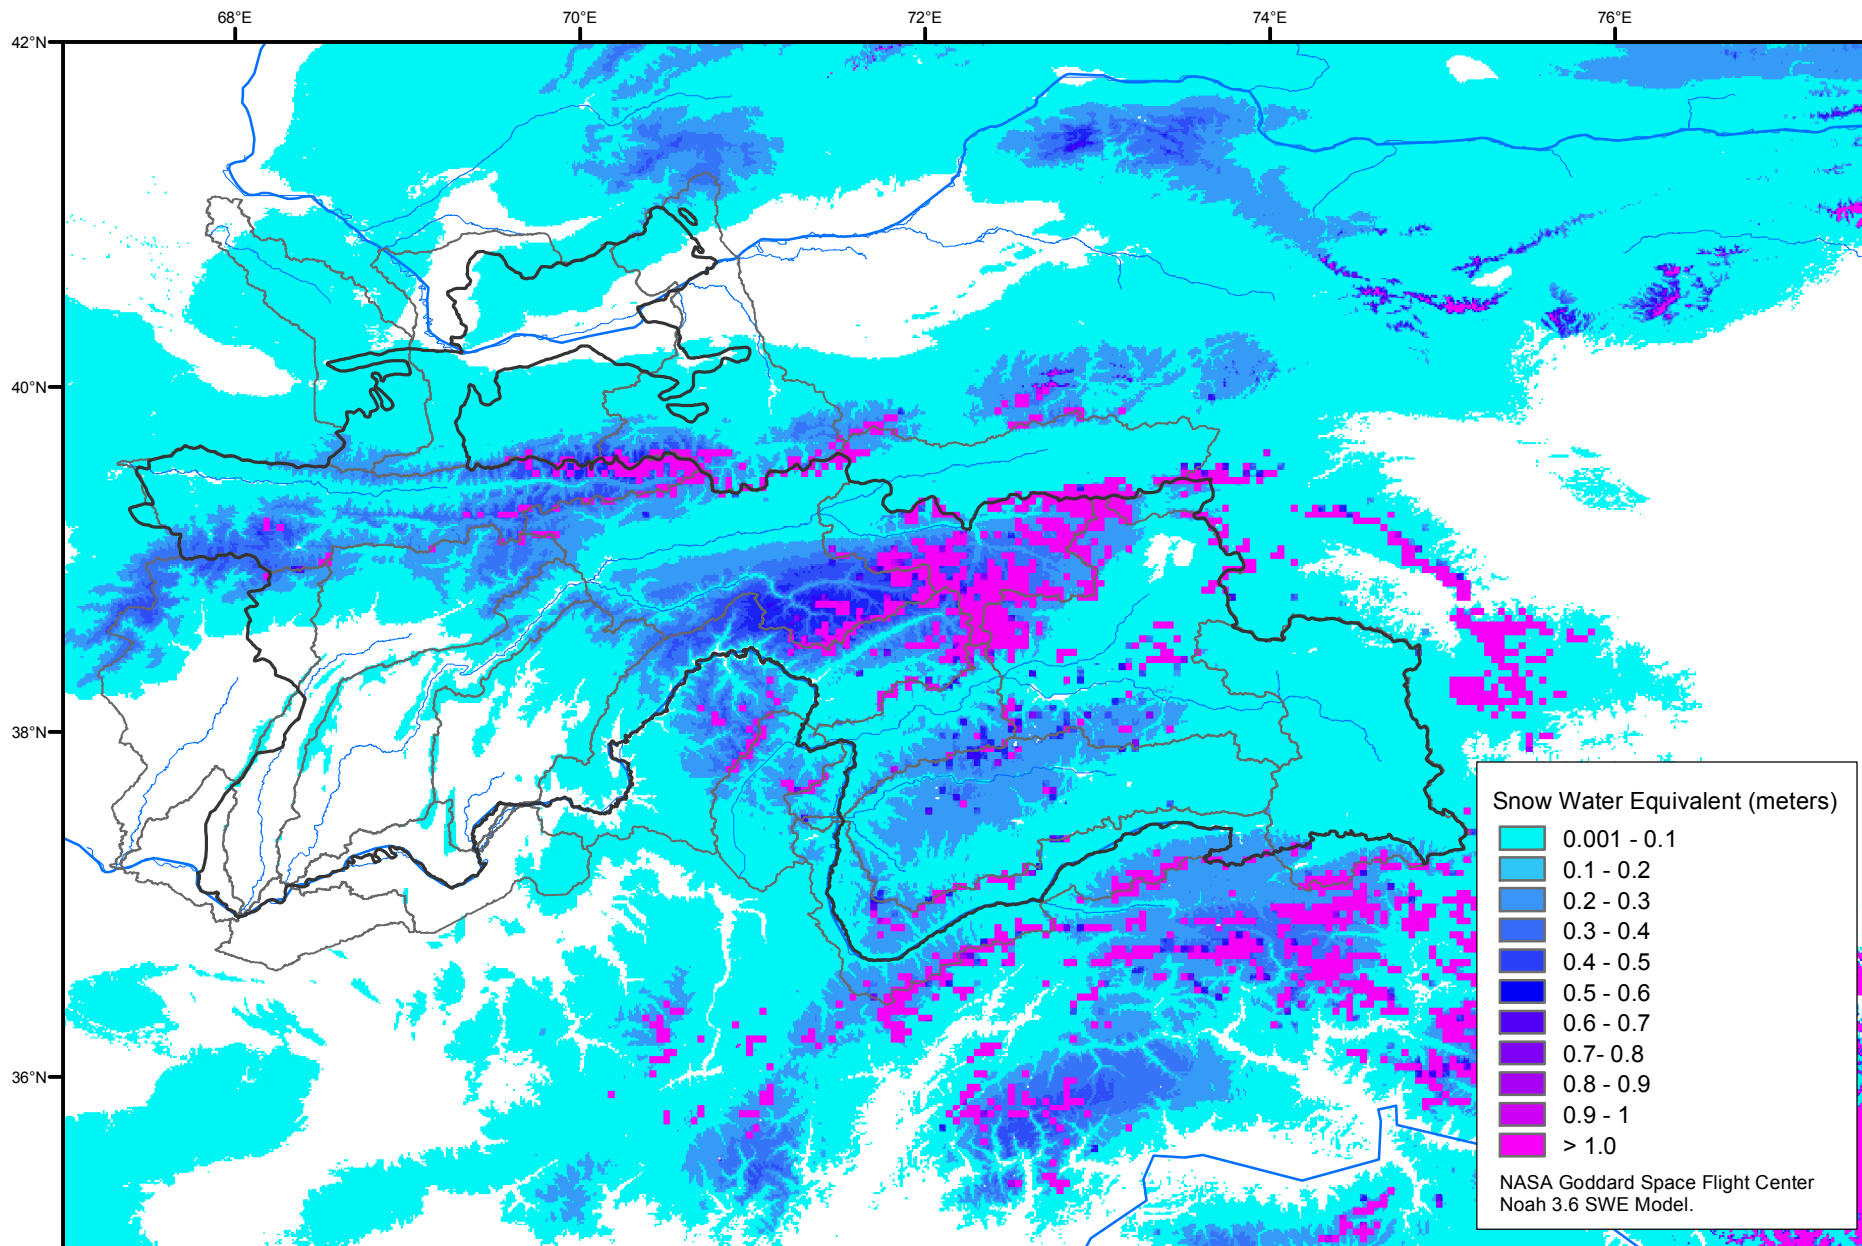 68°E
70°E
72°E
74°E
76°E
42°N
40°N
38°N
36°N
Snow Water Equivalent (meters)
0.001 - 0.1
0.1 - 0.2
0.2 - 0.3
0.3 - 0.4
0.4 - 0.5
0.5 - 0.6
0.6 - 0.7
0.7- 0.8
0.8 - 0.9
0.9 - 1
> 1.0
NASA Goddard Space Flight Center
Noah 3.6 SWE Model.